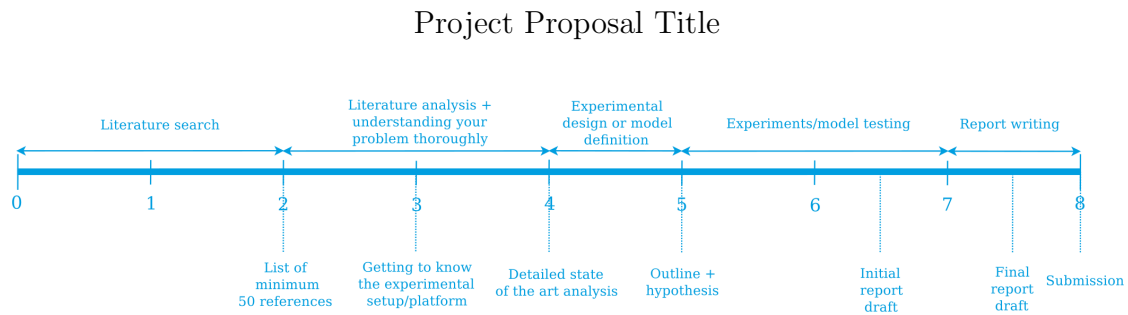 Project Proposal Title
Literature search
Literature analysis +
understanding your
problem thoroughly
Experimental
design or model
definition
Experiments/model testing
Report writing
0
1
2
3
4
5
6
7
8
List of
minimum
50 references
Getting to know
the experimental
setup/platform
Detailed state
of the art analysis
Outline +
hypothesis
Initial
report
draft
Final
report
draft
Submission